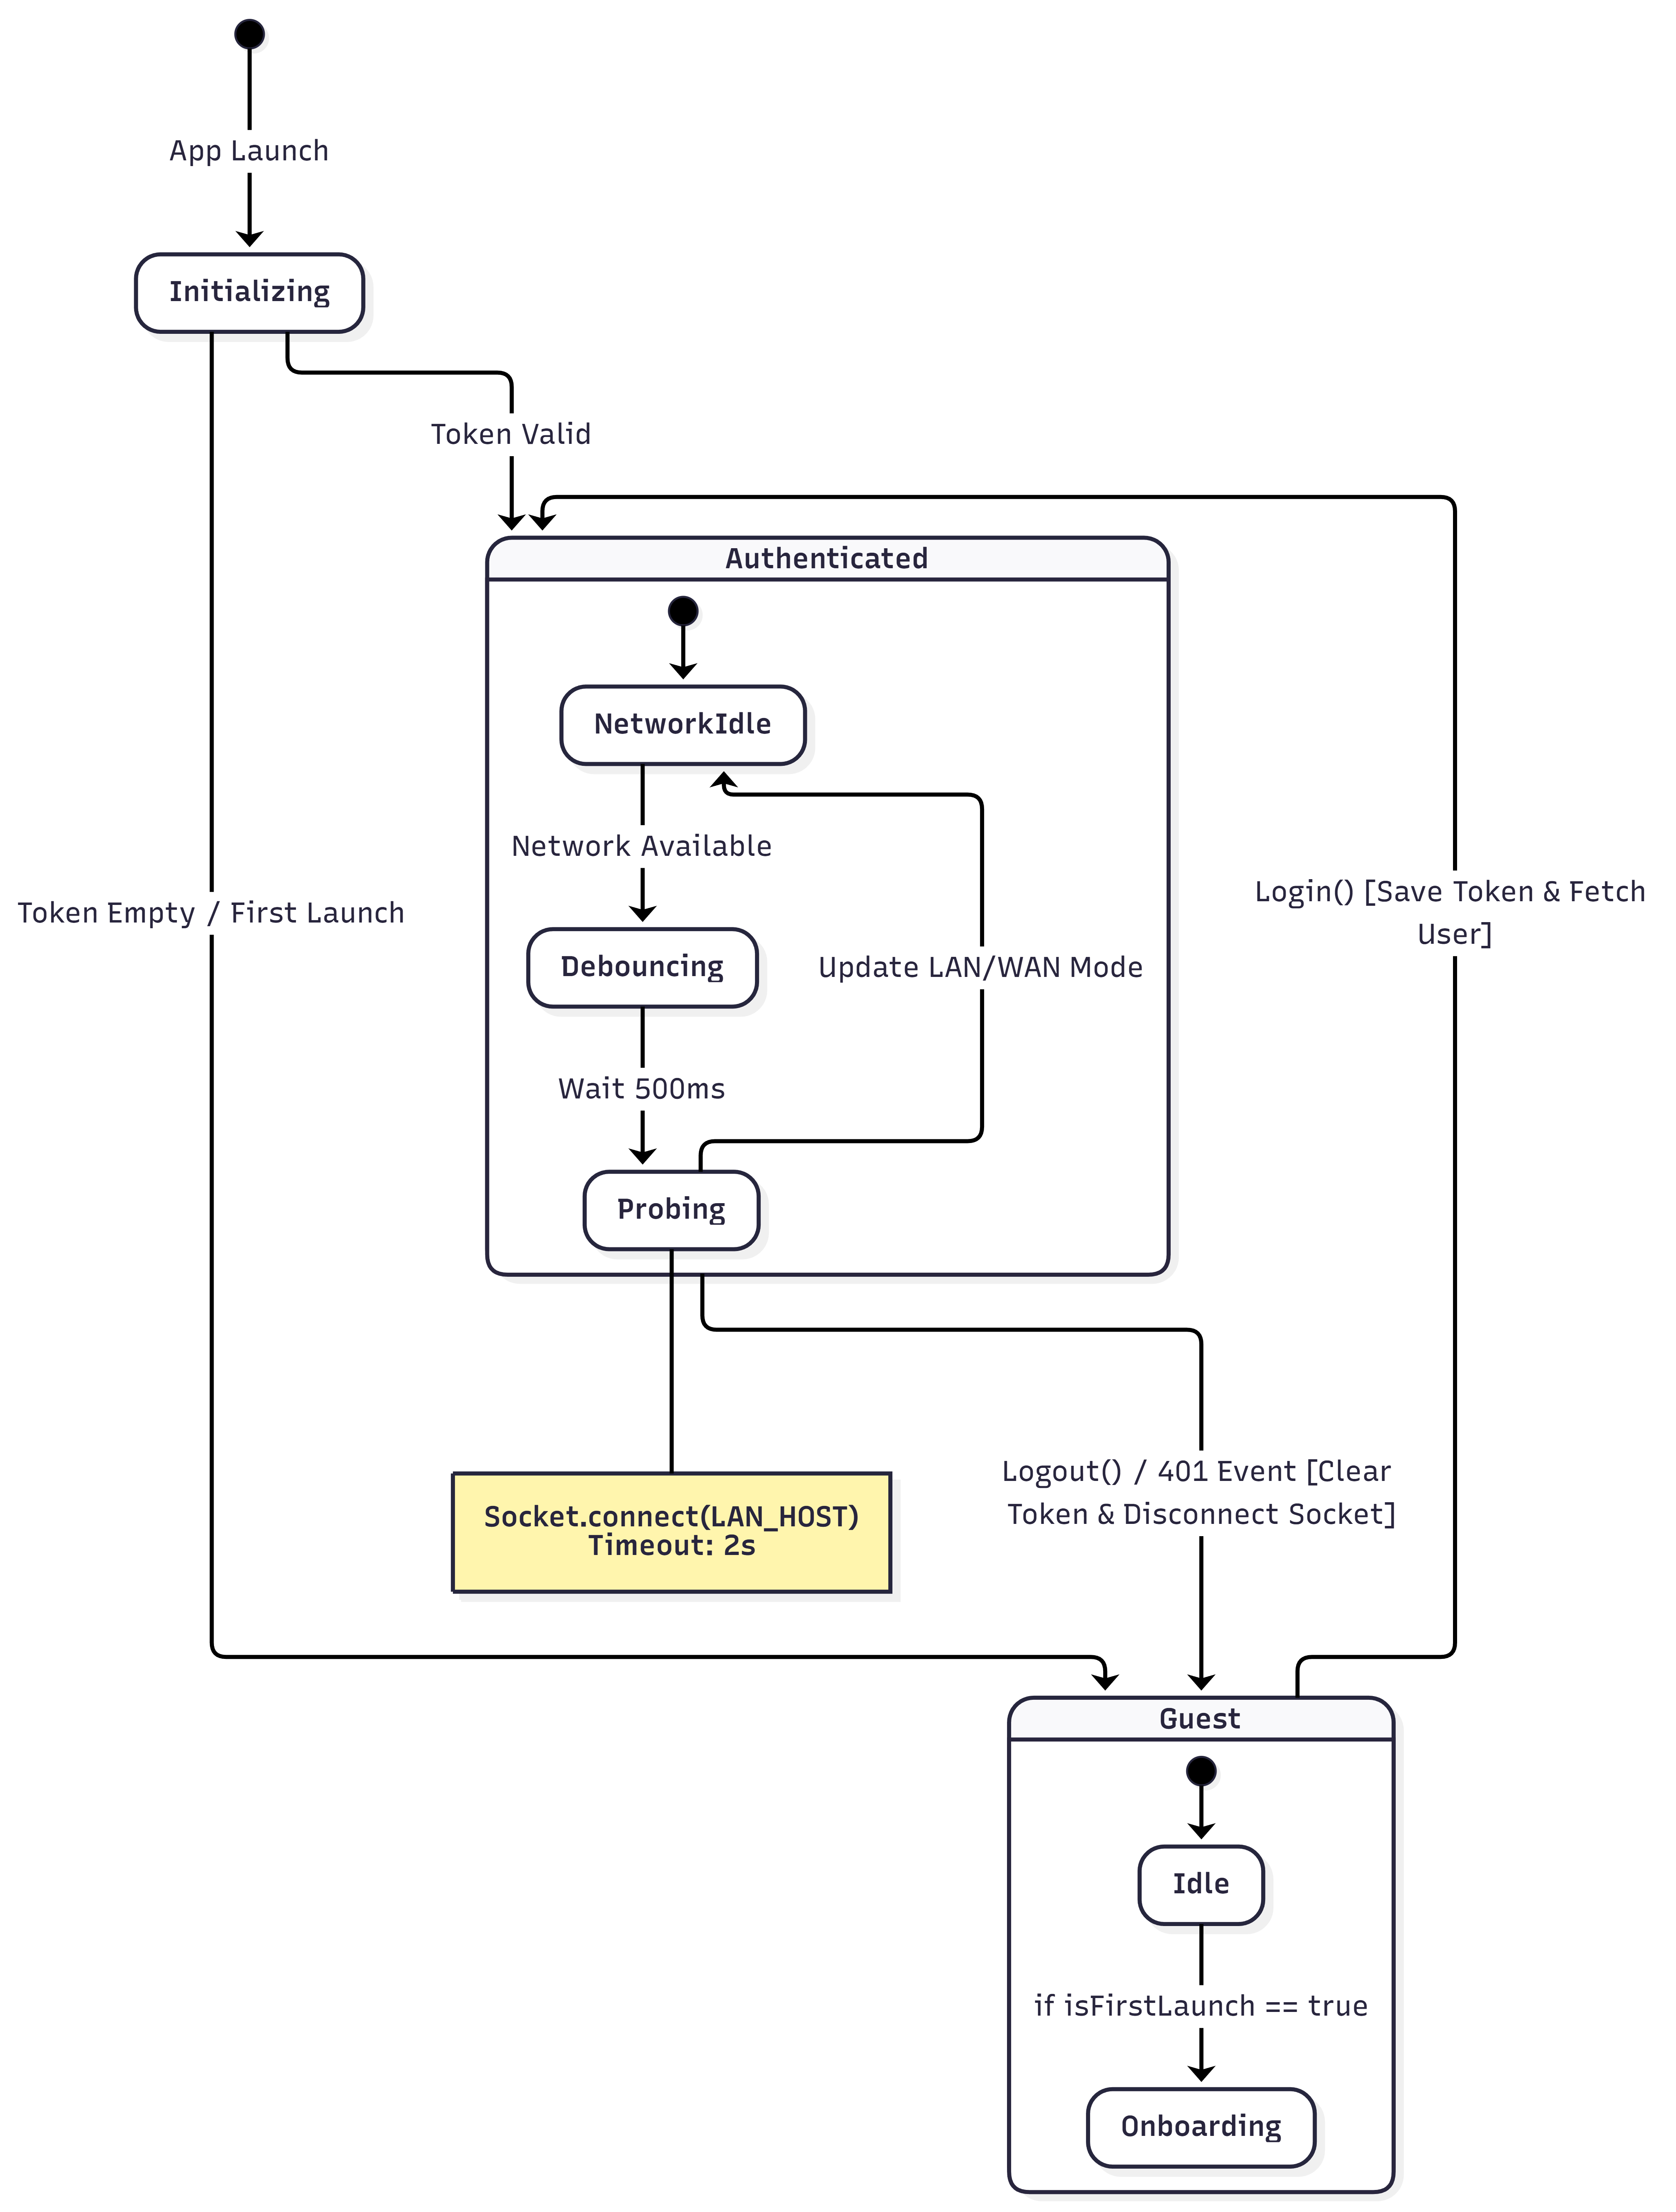 App Launch
Initializing
Token Valid
Authenticated
NetworkIdle
Network Available
Token Empty / First Launch
Login() [Save Token & Fetch
User]
Debouncing
Update LAN/WAN Mode
Wait 500ms
Probing
Socket.connect(LAN_HOST)
Timeout: 2s
Logout() / 401 Event [Clear
Token & Disconnect Socket]
Guest
Idle
if isFirstLaunch == true
Onboarding